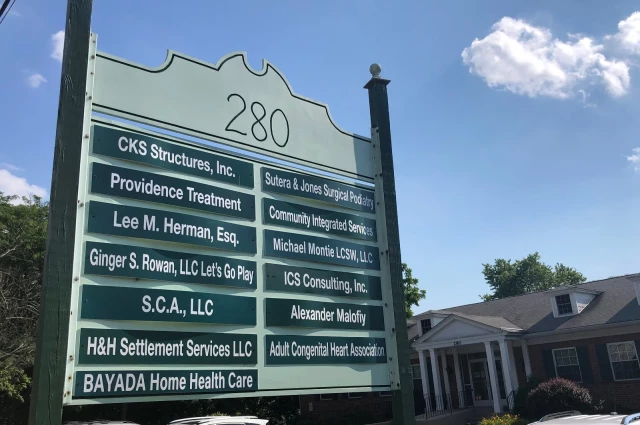 280
CKS Structures, Inc.
Providence Treatment
Lee M. Herman, Esq.
Ginger S. Rowan, LLC Let's Go Play
S.C.A., LLC
H&H Settlement Services LLC
BAYADA Home Health Care
Sutera & Jones Surgical Podiatry
Community Integrated Services
Michael Montie LCSW, LLC
ICS Consulting, Inc.
Alexander Malofiy
Adult Congenital Heart Association